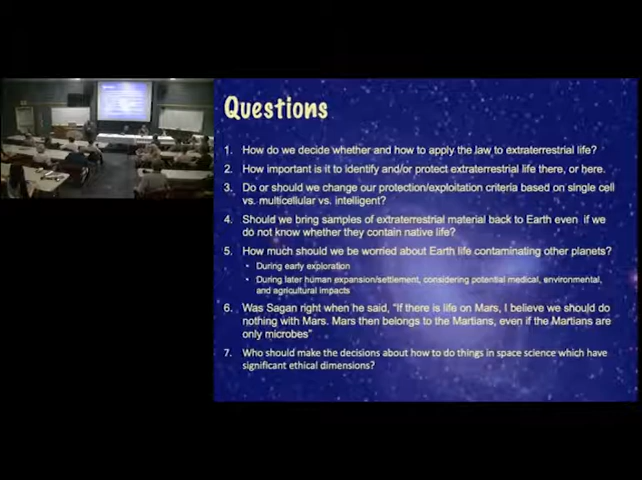 Questions
1. How do we decide whether and how to apply the law to extraterrestrial life?
2. How important is it to identify and/or protect extraterrestrial life there, or here.
3. Do or should we change our protection/exploitation criteria based on single cell
vs. multicellular vs. intelligent?
4. Should we bring samples of extraterrestrial material back to Earth even if we
do not know whether they contain native life?
5. How much should we be worried about Earth life contaminating other planets?
• During early exploration
• During later human expansion/settlement, considering potential medical, environmental,
and agricultural impacts
6. Was Sagan right when he said, "If there is life on Mars, I believe we should do
nothing with Mars. Mars then belongs to the Martians, even if the Martians are
only microbes"
7. Who should make the decisions about how to do things in space science which have
significant ethical dimensions?